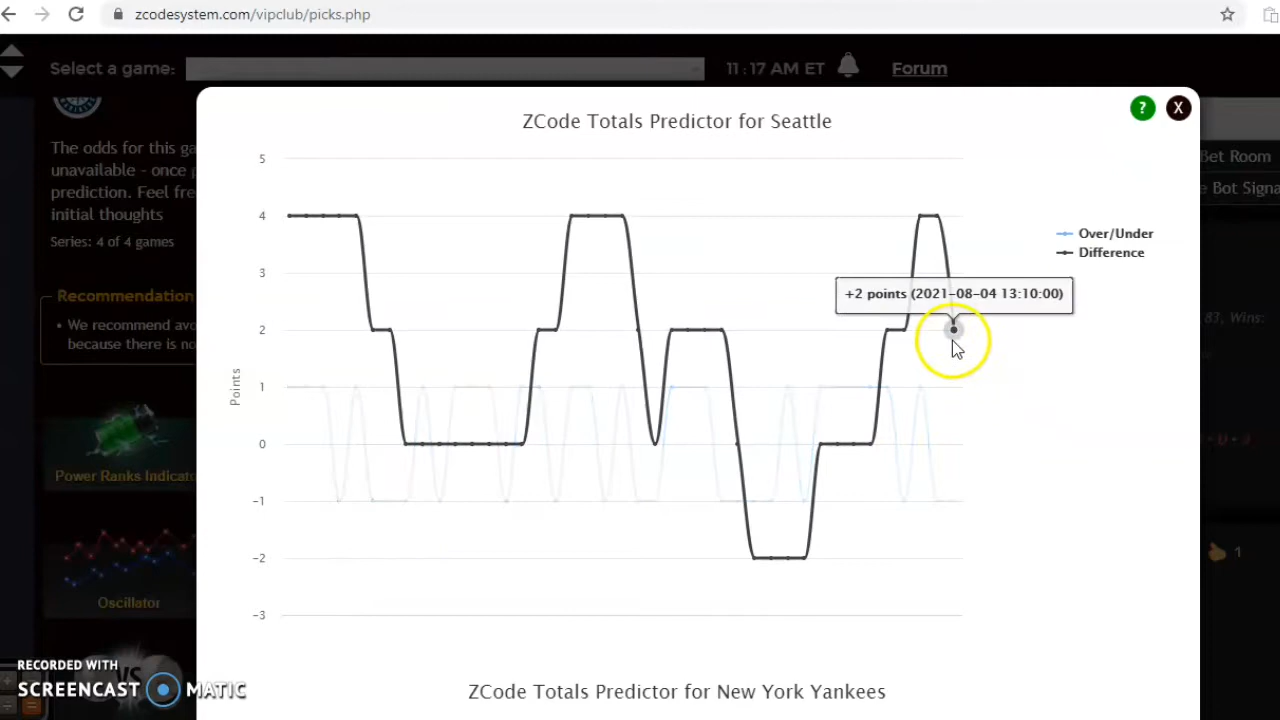 zcodesystem.com/vipclub/picks.php
Select a game:
11:17 AM ET
Forum
? X
ZCode Totals Predictor for Seattle
The odds for this ga
unavailable - once p
prediction. Feel fre
initial thoughts
Series: 4 of 4 games
Bet Room
e Bot Signa
5
4
3
2
1
0
-1
-2
-3
Points
Over/Under
Difference
+2 points (2021-08-04 13:10:00)
Recommendation
• We recommend avo
because there is no
83, Wins:
Power Ranks Indicato
Oscillator
1
VS
RECORDED WITH
SCREENCAST MATIC
ZCode Totals Predictor for New York Yankees